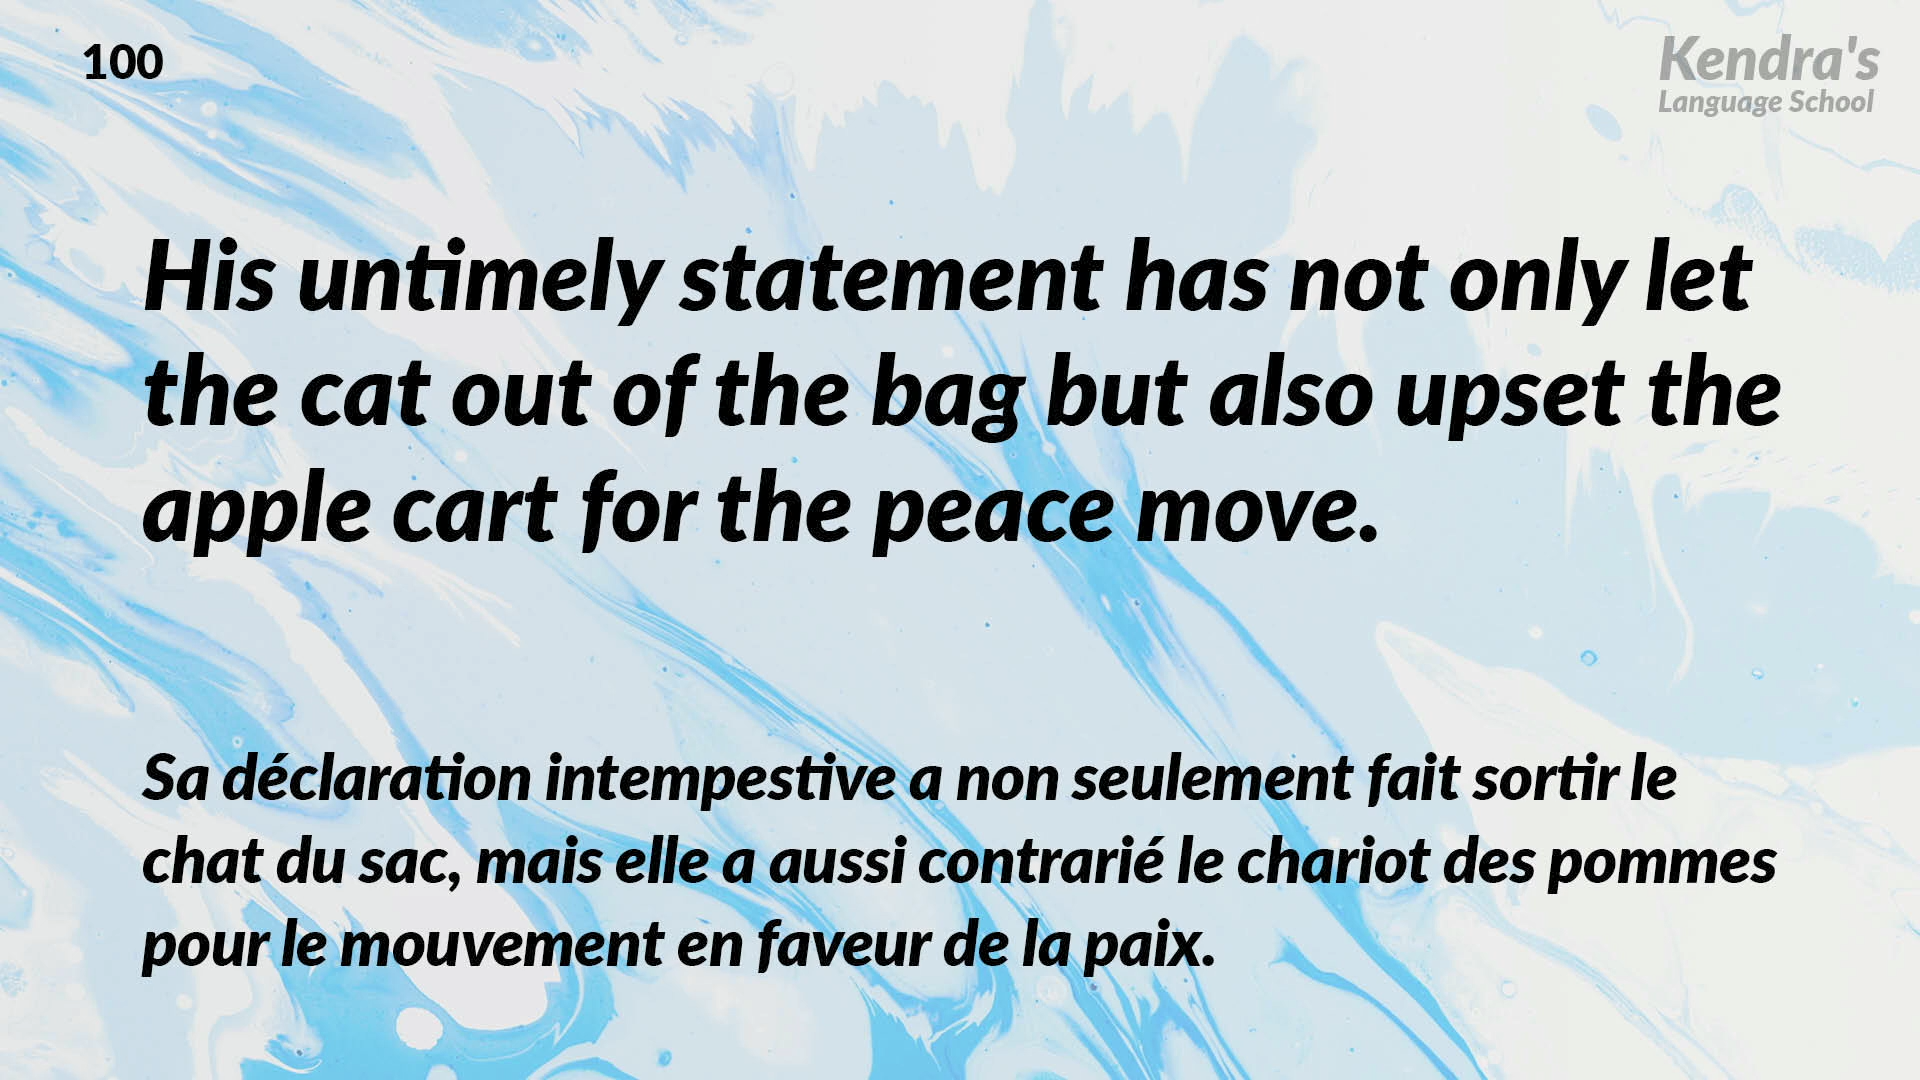 100
Kendra's
Language School
His untimely statement has not only let
the cat out of the bag but also upset the
apple cart for the peace move.
Sa déclaration intempestive a non seulement fait sortir le
chat du sac, mais elle a aussi contrarié le chariot des pommes
pour le mouvement en faveur de la paix.